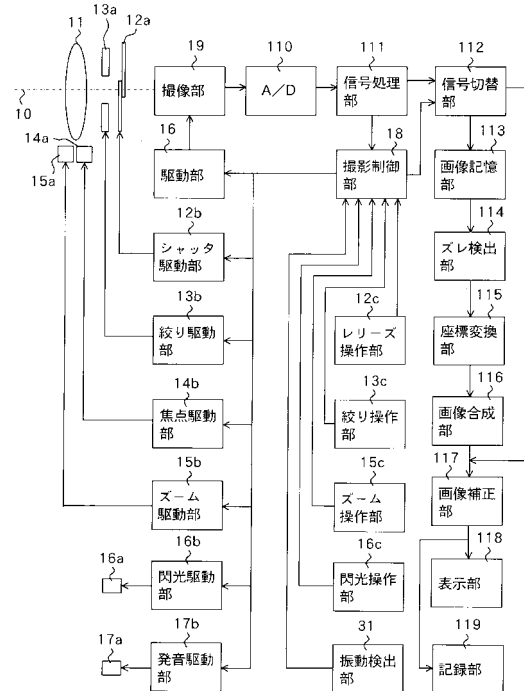 11
13a
12a
10
14a
15a
19
撮像部
110
A/D
111
信号処理
部
112
信号切替
部
16
駆動部
18
撮影制御
部
113
画像記憶
部
12b
シャッタ
駆動部
114
ズレ検出
部
13b
絞り駆動
部
12c
レリーズ
操作部
115
座標変換
部
14b
焦点駆動
部
13c
絞り操作
部
116
画像合成
部
15b
ズーム
駆動部
15c
ズーム
操作部
117
画像補正
部
16a
16b
閃光駆動
部
16c
閃光操作
部
118
表示部
17a
17b
発音駆動
部
31
振動検出
部
119
記録部